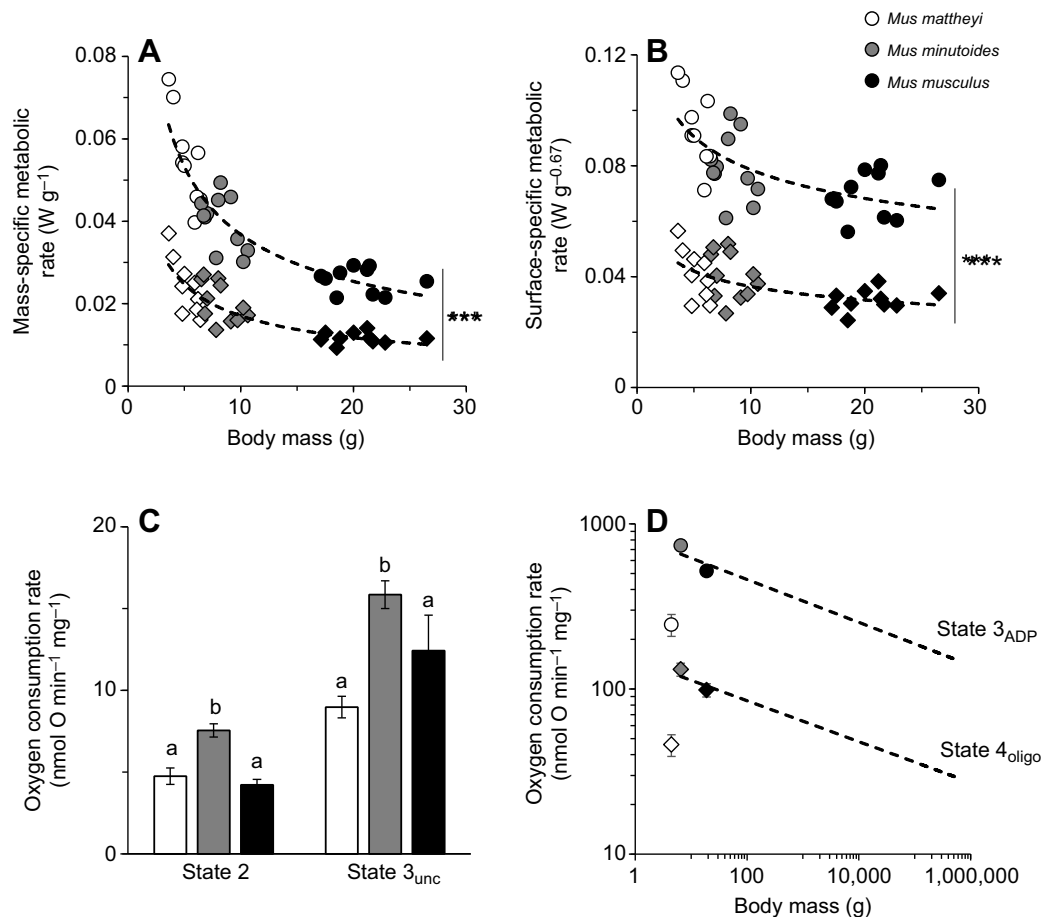 Mus mattheyi
Mus minutoides
Mus musculus
A
0.08
0.06
0.04
0.02
0
0
10
20
30
Mass-specific metabolic
rate (W g–1)
Body mass (g)
***
B
0.12
0.08
0.04
0
0
10
20
30
Surface-specific metabolic
rate (W g–0.67)
Body mass (g)
***
C
20
10
0
Oxygen consumption rate
(nmol O min–1 mg–1)
a
b
a
a
b
a
State 2
State 3unc
D
1000
100
10
1
100
10,000
1,000,000
Oxygen consumption rate
(nmol O min–1 mg–1)
State 3ADP
State 4oligo
Body mass (g)